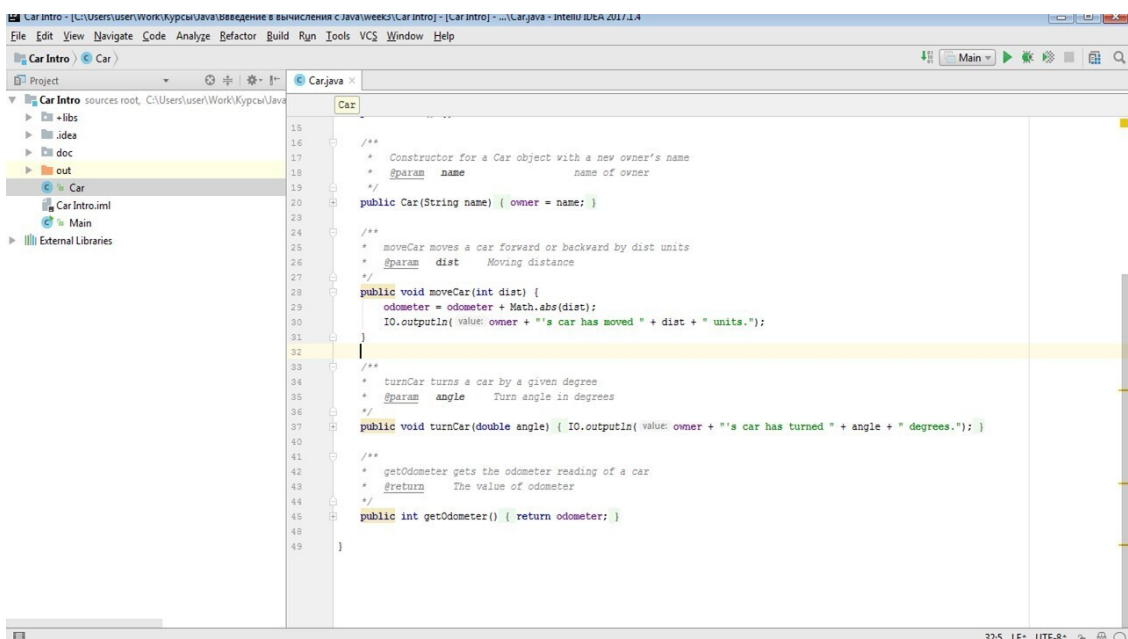 Car Intro - [C:\Users\user\Work\Курсы\Java\Введение в вычисления с Java\week3\Car Intro] - [Car Intro] - ...\Car.java - IntelliJ IDEA 2017.1.4
File Edit View Navigate Code Analyze Refactor Build Run Tools VCS Window Help
Car Intro Car
Main
Project
Car.java
Car Intro sources root, C:\Users\user\Work\Курсы\Java
Car
+libs
.idea
doc
out
Car
Car Intro.iml
Main
External Libraries
15
16 /**
17 * Constructor for a Car object with a new owner's name
18 * @param name name of owner
19 */
20 public Car(String name) { owner = name; }
23
24 /**
25 * moveCar moves a car forward or backward by dist units
26 * @param dist Moving distance
27 */
28 public void moveCar(int dist) {
29 odometer = odometer + Math.abs(dist);
30 IO.outputln( value: owner + "'s car has moved " + dist + " units.");
31 }
32
33 /**
34 * turnCar turns a car by a given degree
35 * @param angle Turn angle in degrees
36 */
37 public void turnCar(double angle) { IO.outputln( value: owner + "'s car has turned " + angle + " degrees."); }
40
41 /**
42 * getOdometer gets the odometer reading of a car
43 * @return The value of odometer
44 */
45 public int getOdometer() { return odometer; }
48
49 }
32:5 LF UTF-8